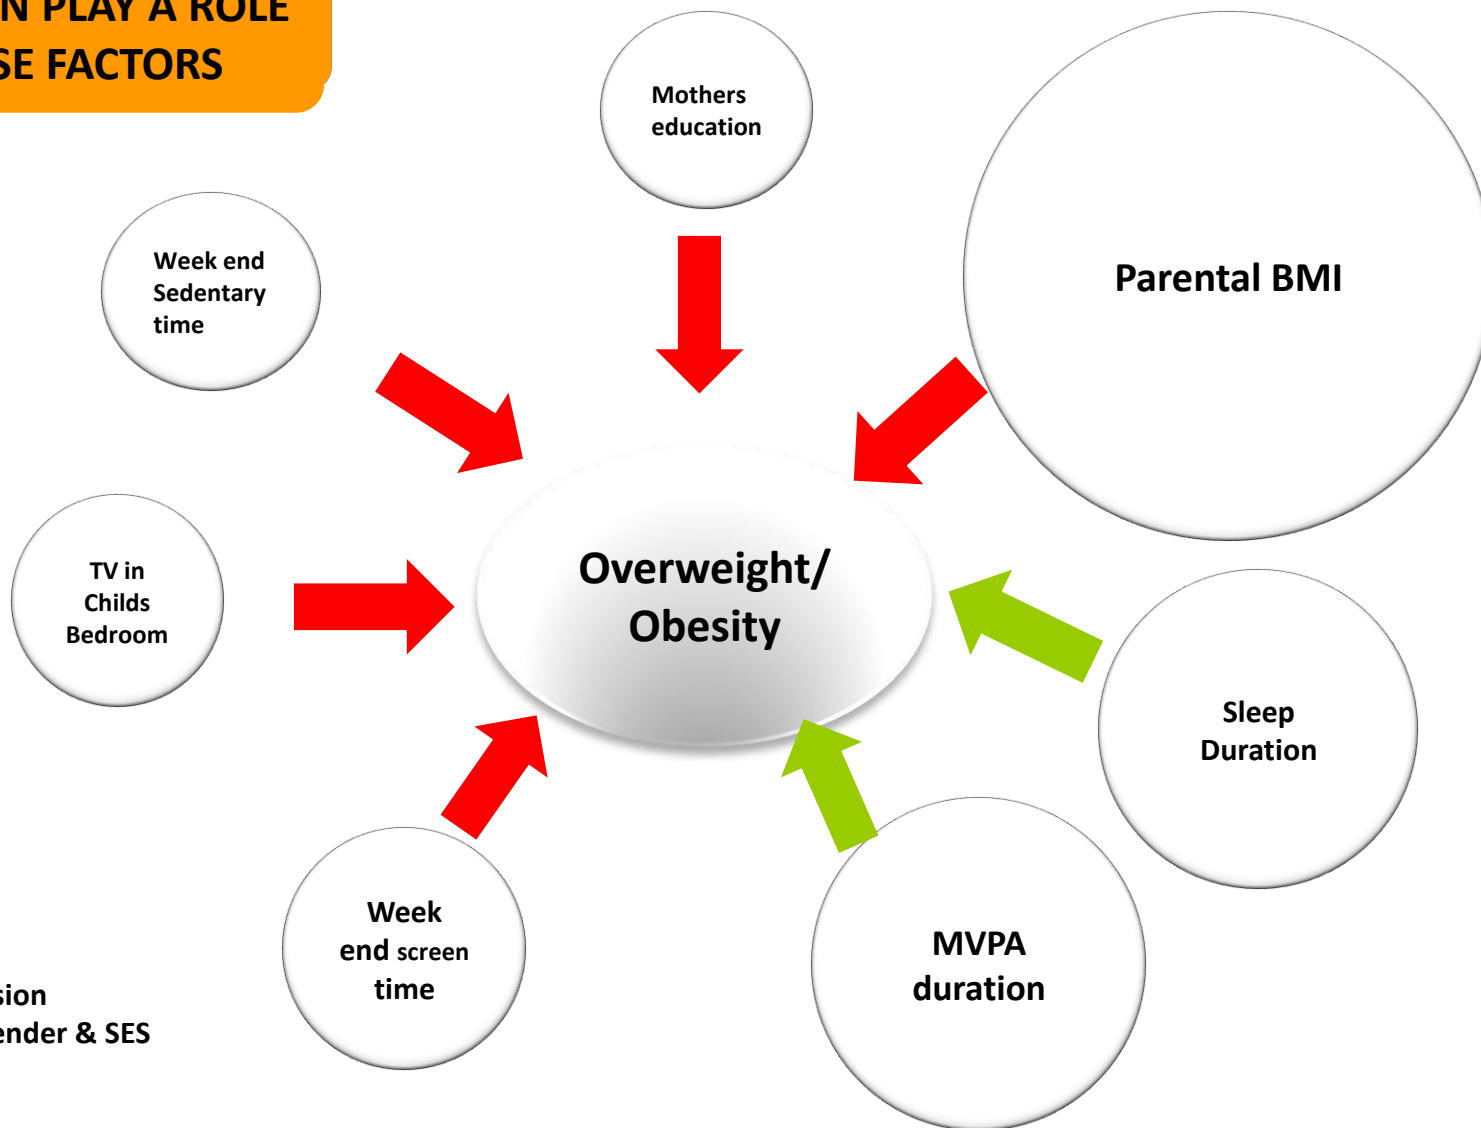 N PLAY A ROLE
SE FACTORS
Mothers
education
Parental BMI
Week end
Sedentary
time
TV in
Childs
Bedroom
Overweight/
Obesity
Sleep
Duration
Week
end screen
time
MVPA
duration
sion
ender & SES